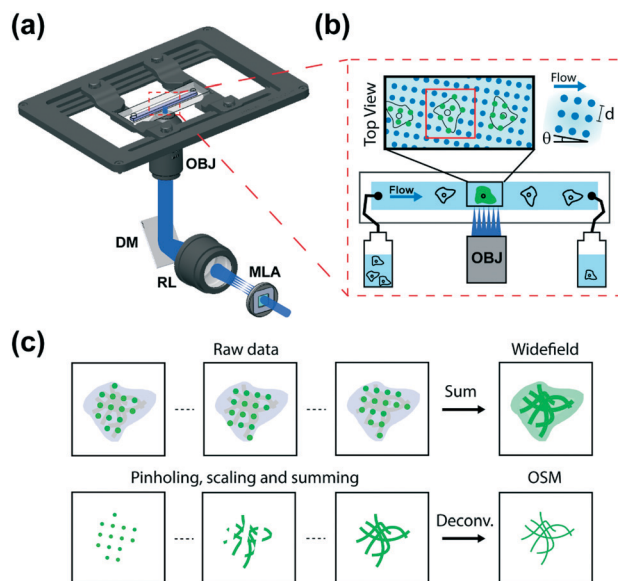 (a)
OBJ
DM
RL
MLA
(b)
Top View
Flow
d
θ
Flow
OBJ
(c)
Raw data
Widefield
Sum
Pinholing, scaling and summing
OSM
Deconv.